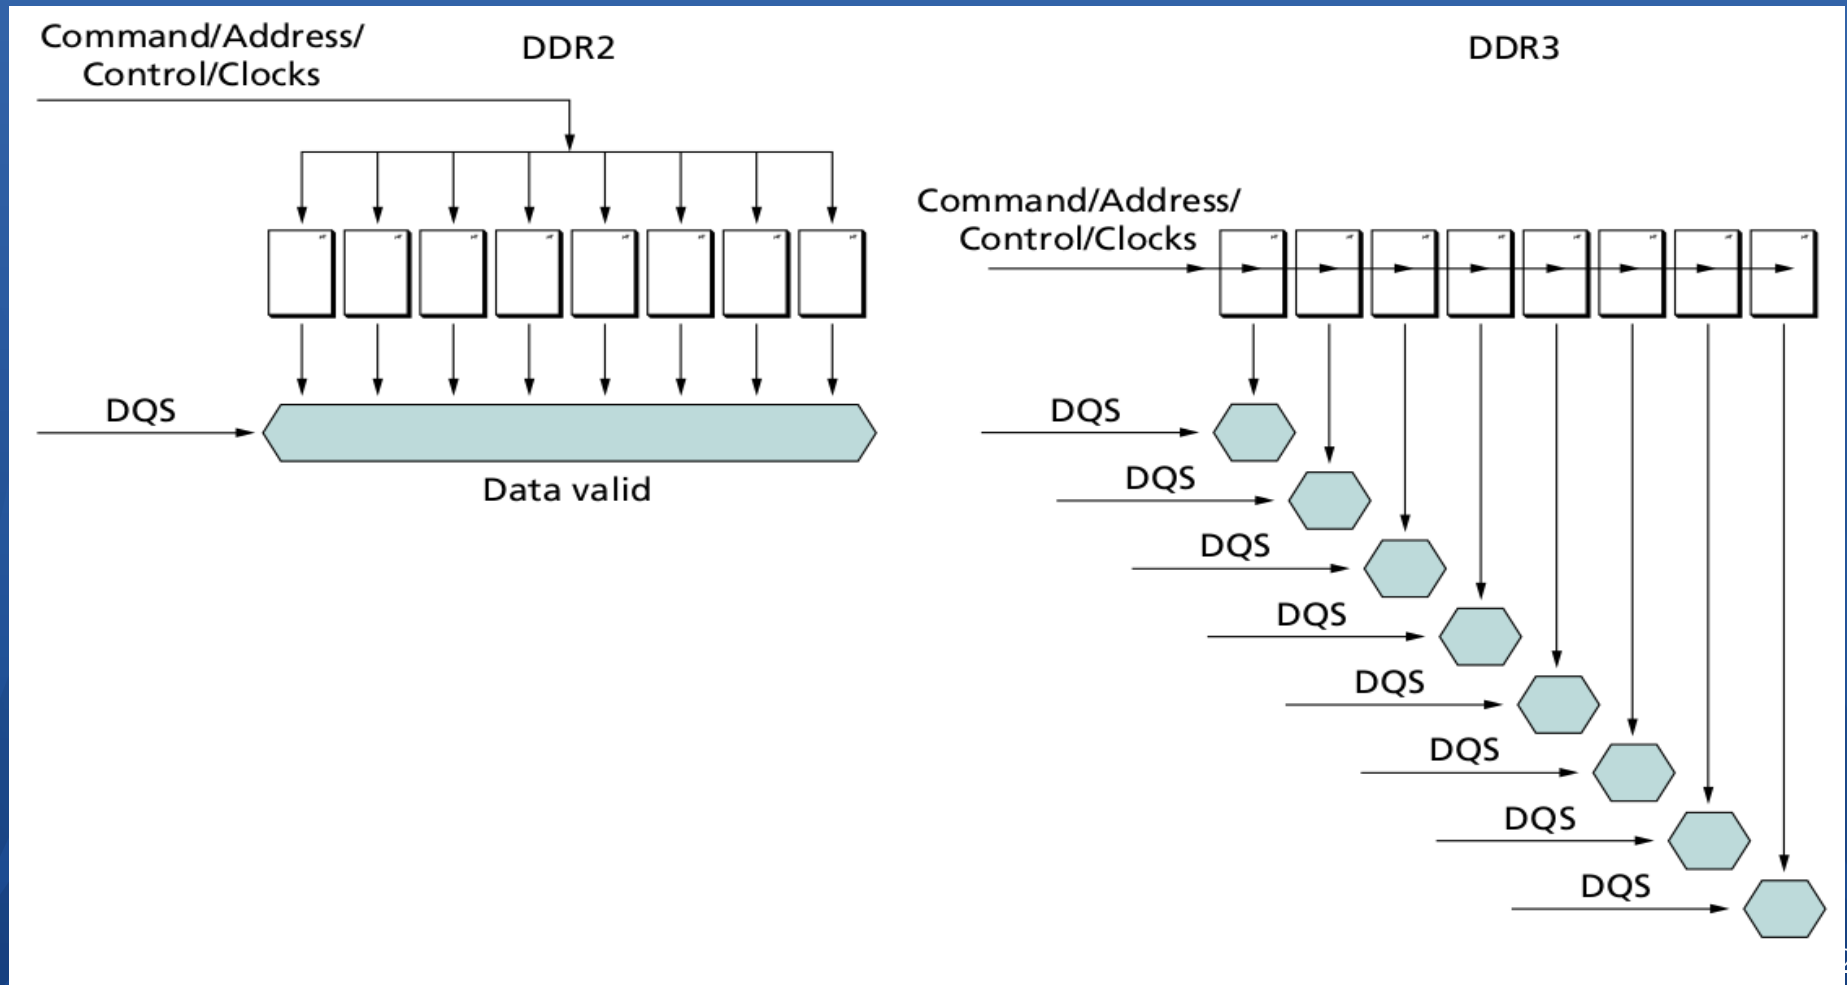 Command/Address/
Control/Clocks
DDR2
DQS
Data valid
DDR3
Command/Address/
Control/Clocks
DQS
DQS
DQS
DQS
DQS
DQS
DQS
DQS